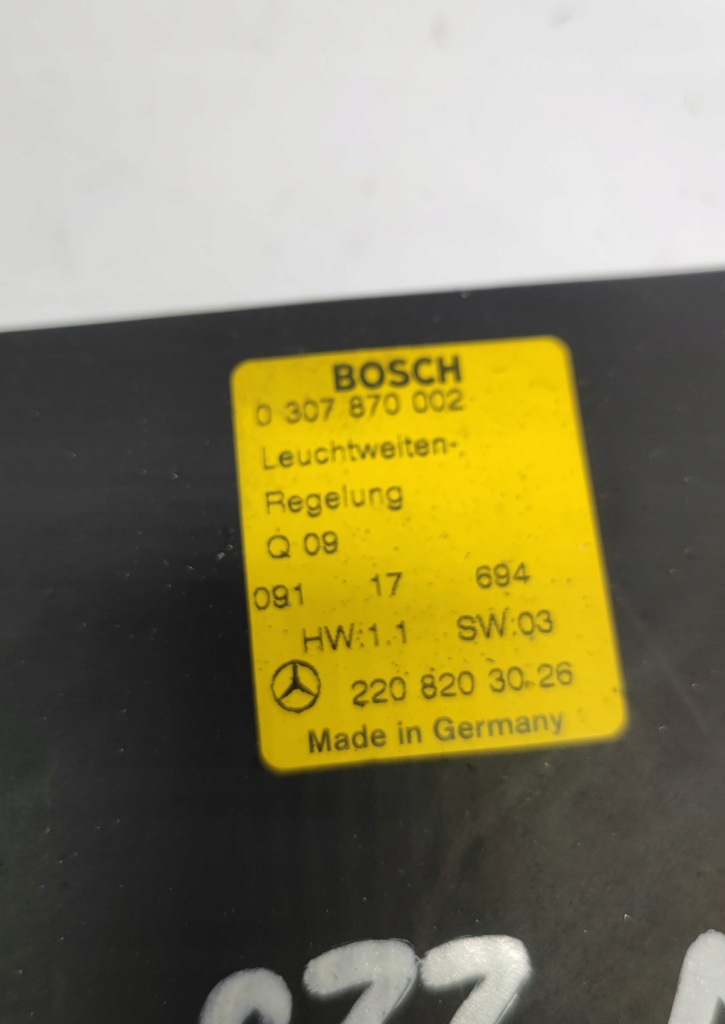 BOSCH
0 307 870 002
Leuchtweiten-
Regelung
Q 09
091 17 694
HW:1.1 SW:03
220 820 30 26
Made in Germany